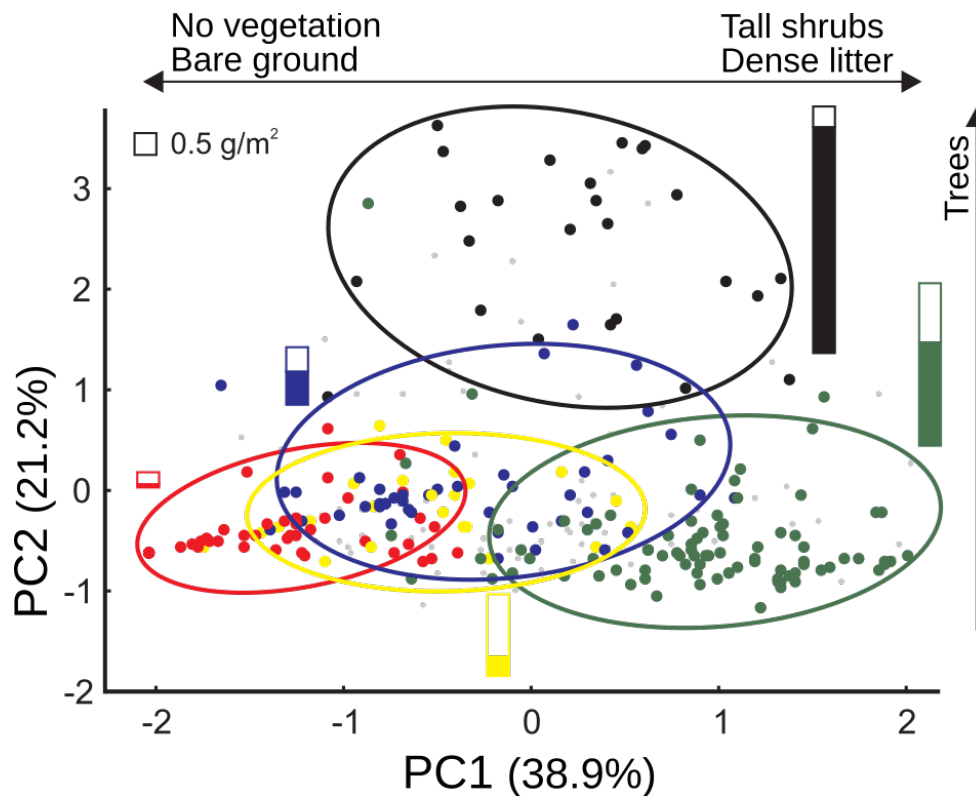 No vegetation
Bare ground
Tall shrubs
Dense litter
0.5 g/m²
Trees
3
2
1
0
-1
-2
PC2 (21.2%)
-2
-1
0
1
2
PC1 (38.9%)